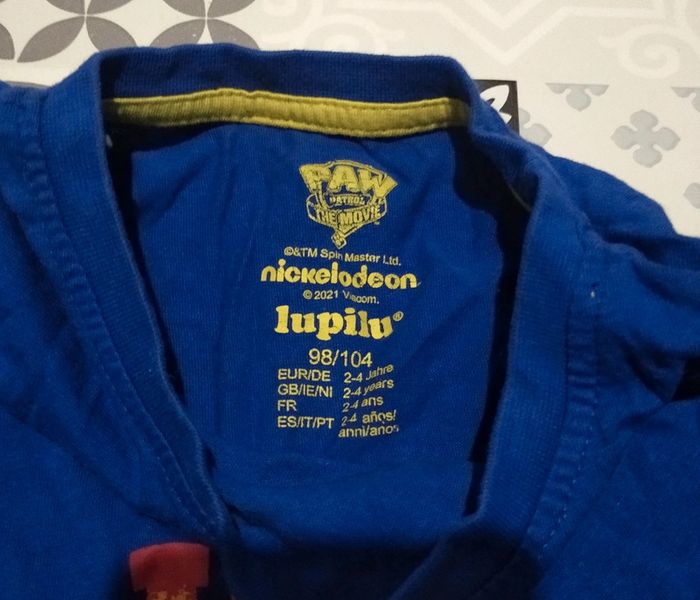 PAW
PATROL
THE MOVIE
©&TM Spin Master Ltd.
nickelodeon
© 2021 Viacom.
lupilu®
98/104
EUR/DE 2-4 Jahre
GB/IE/NI 2-4 years
FR 2-4 ans
ES/IT/PT 2-4 años/
anni/anos